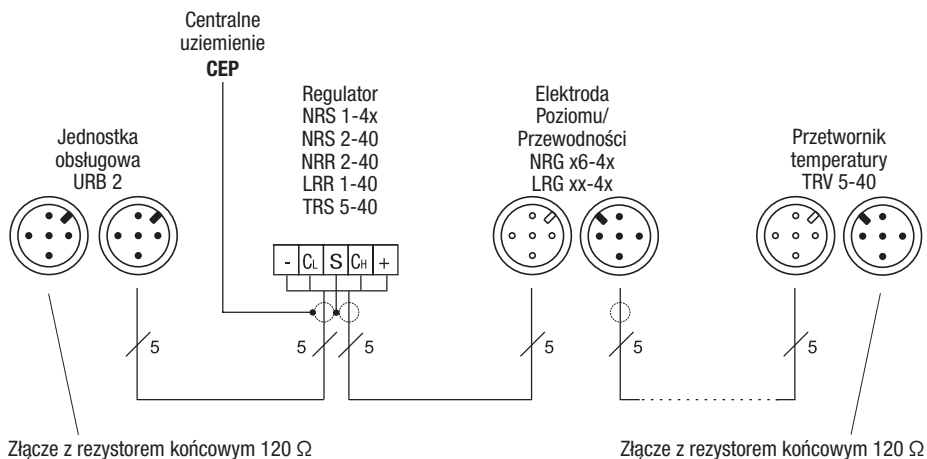 Centralne
uziemienie
CEP
Jednostka
obsługowa
URB 2
Regulator
NRS 1-4x
NRS 2-40
NRR 2-40
LRR 1-40
TRS 5-40
Elektroda
Poziomu/
Przewodności
NRG x6-4x
LRG xx-4x
Przetwornik
temperatury
TRV 5-40
- CL S CH +
5 5 5 5 5 5
Złącze z rezystorem końcowym 120 Ω
Złącze z rezystorem końcowym 120 Ω